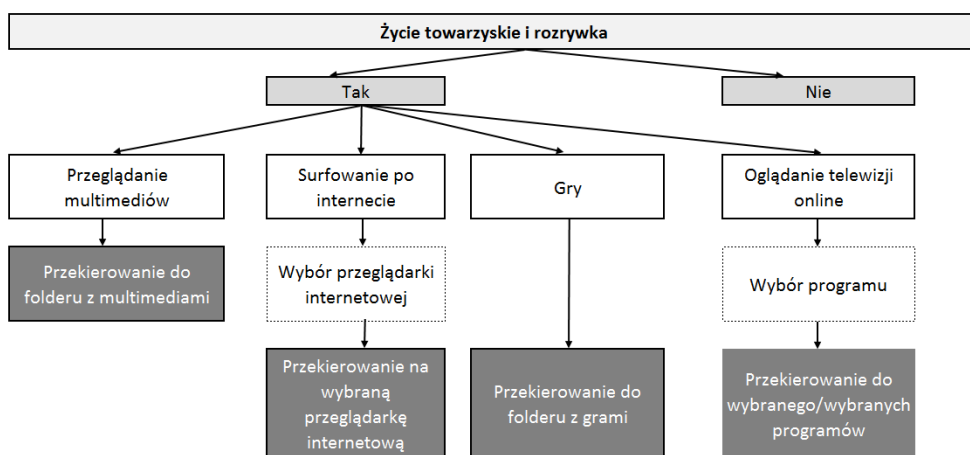 Życie towarzyskie i rozrywka
Tak
Nie
Przeglądanie
multimediów
Surfowanie po
internecie
Gry
Oglądanie telewizji
online
Przekierowanie do
folderu z multimediami
Wybór przeglądarki
internetowej
Wybór programu
Przekierowanie na
wybraną
przeglądarkę
internetową
Przekierowanie do
folderu z grami
Przekierowanie do
wybranego/wybranych
programów